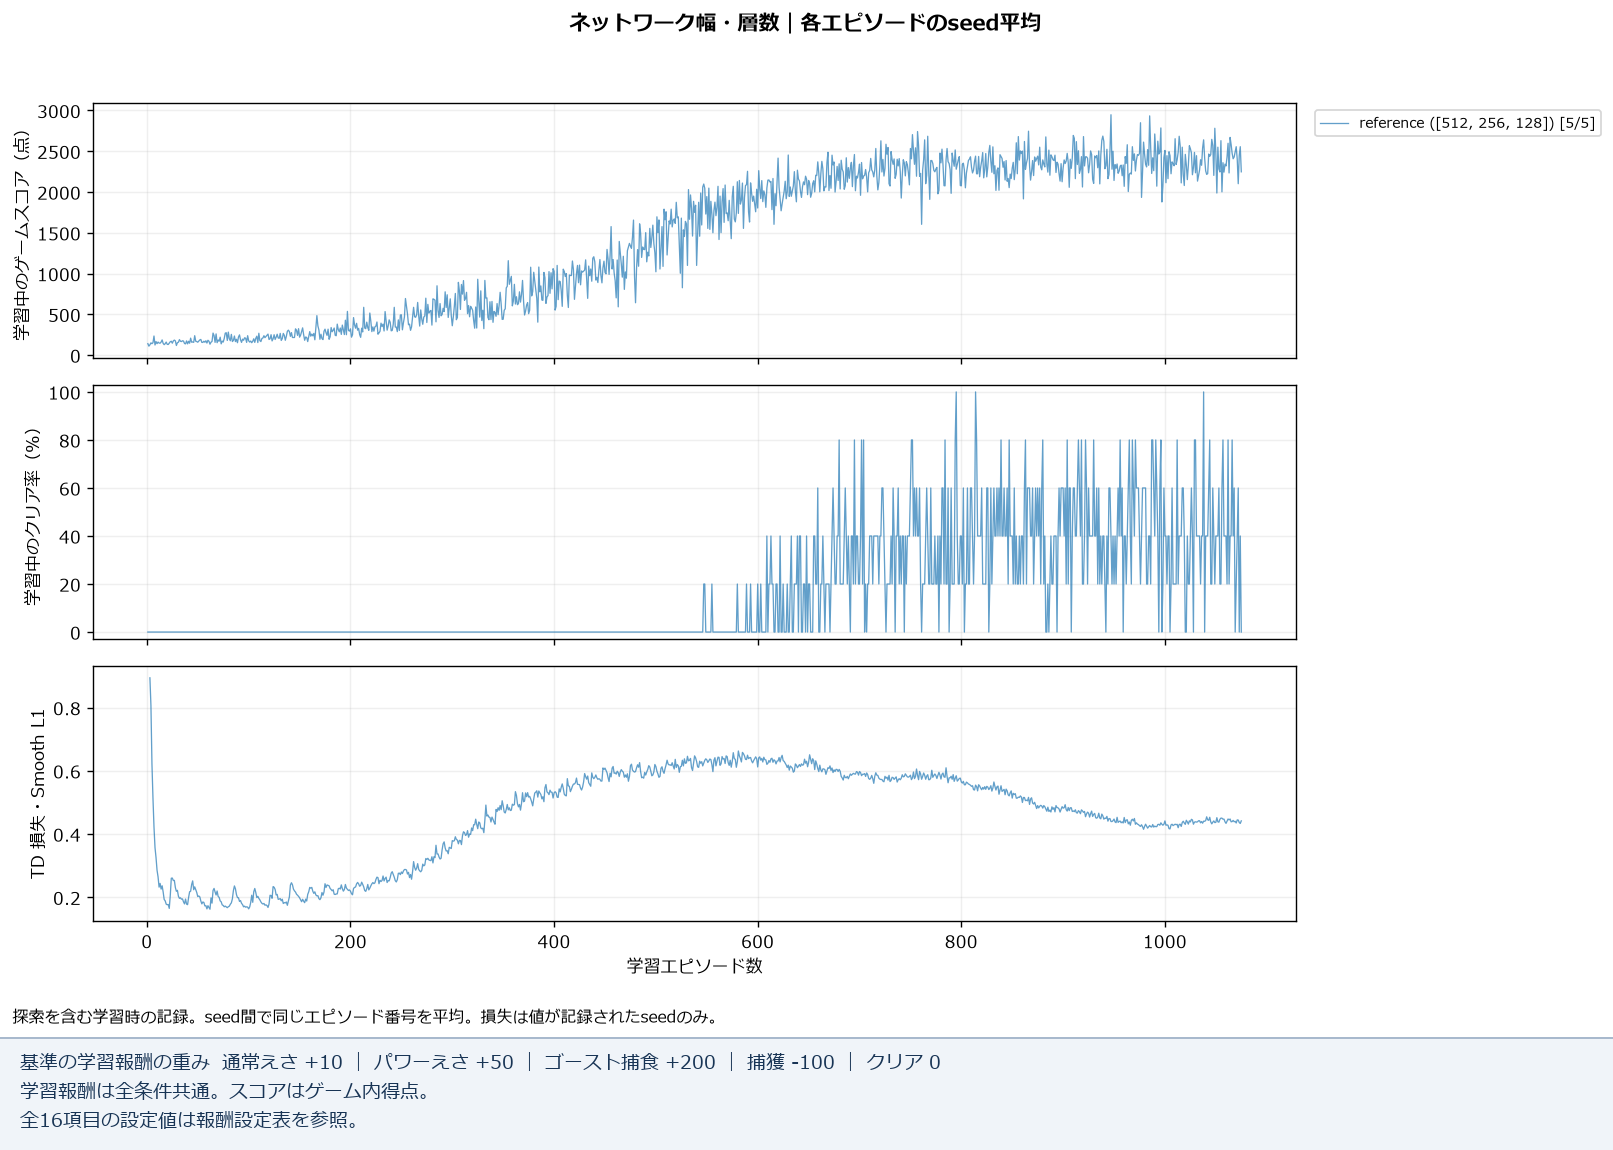 ネットワーク幅・層数｜各エピソードのseed平均
reference ([512, 256, 128]) [5/5]
学習中のゲームスコア（点）
3000
2500
2000
1500
1000
500
0
学習中のクリア率（%）
100
80
60
40
20
0
TD 損失・Smooth L1
0.8
0.6
0.4
0.2
0
200
400
600
800
1000
学習エピソード数
探索を含む学習時の記録。seed間で同じエピソード番号を平均。損失は値が記録されたseedのみ。
基準の学習報酬の重み 通常えさ +10 ｜ パワーえさ +50 ｜ ゴースト捕食 +200 ｜ 捕獲 -100 ｜ クリア 0
学習報酬は全条件共通。スコアはゲーム内得点。
全16項目の設定値は報酬設定表を参照。